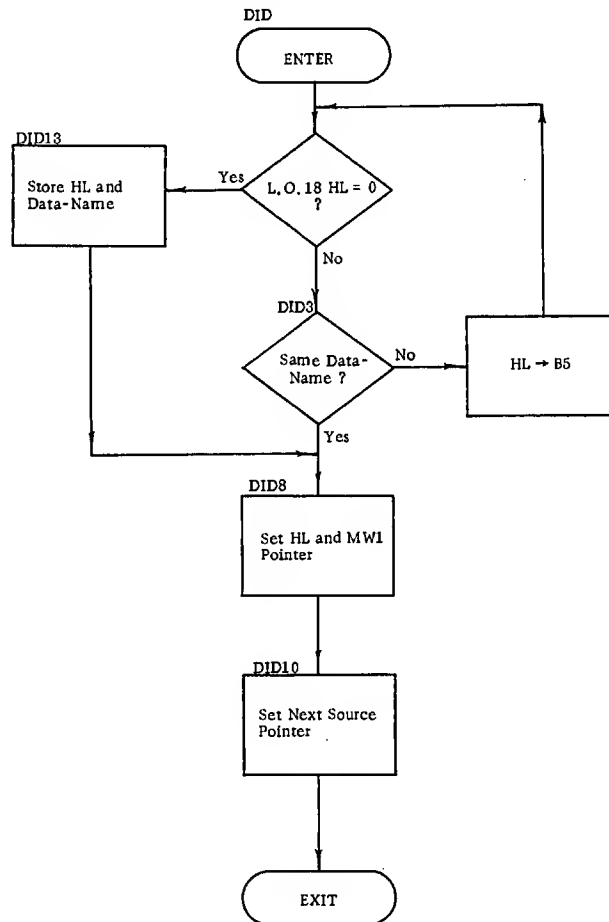 DID
ENTER
DID13
Store HL and
Data-Name
Yes
L.O.18 HL = 0
?
No
DID3
Same Data-
Name ?
No
HL → B5
Yes
DID8
Set HL and MW1
Pointer
DID10
Set Next Source
Pointer
EXIT